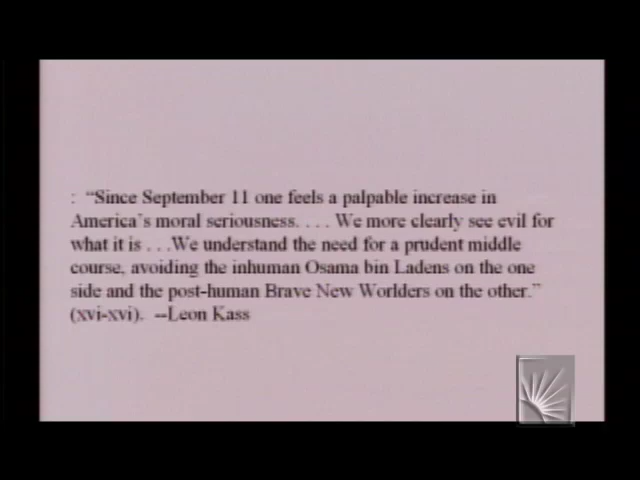 : “Since September 11 one feels a palpable increase in
America’s moral seriousness. . . . We more clearly see evil for
what it is . . .We understand the need for a prudent middle
course, avoiding the inhuman Osama bin Ladens on the one
side and the post-human Brave New Worlders on the other.”
(xvi-xvi).  --Leon Kass